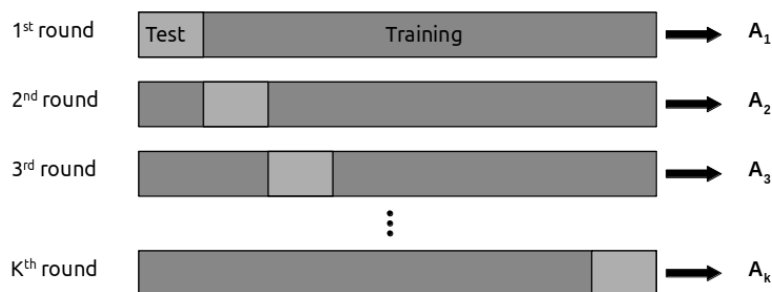 1st round Test Training A1
2nd round A2
3rd round A3
Kth round Ak